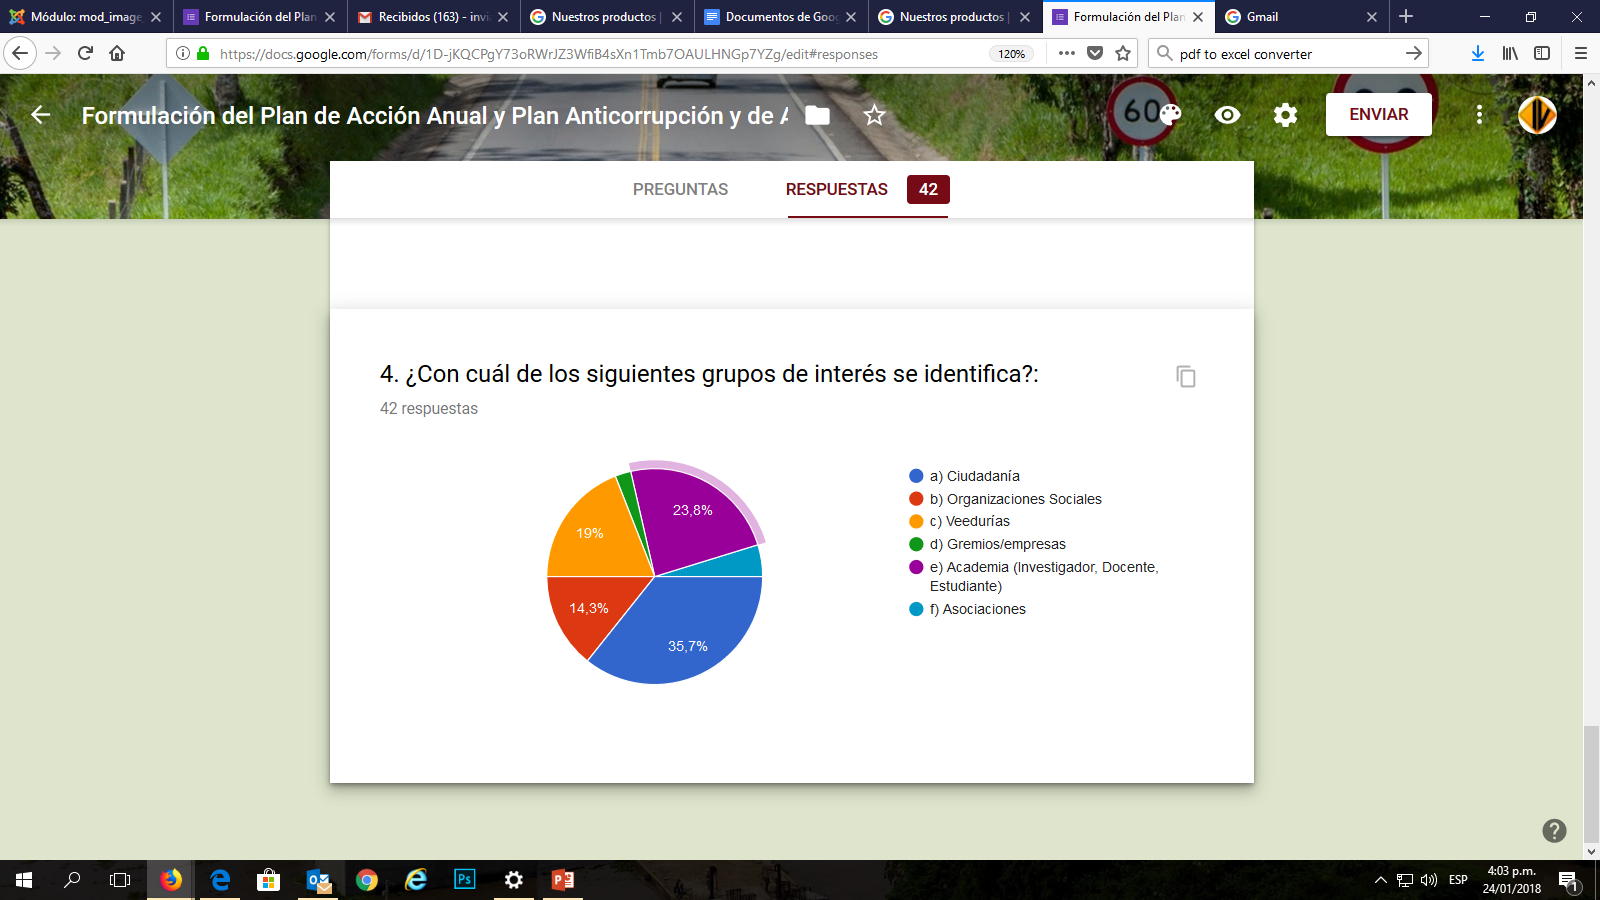 Módulo: mod_image
Formulación del Plan
Recibidos (163) - invi
Nuestros productos |
Documentos de Goo
Nuestros productos |
Formulación del Plan
Gmail
https://docs.google.com/forms/d/1D-jKQCPgY73oRWrJZ3WfiB4sXn1Tmb7OAULHNGp7YZg/edit#responses
120%
pdf to excel converter
Formulación del Plan de Acción Anual y Plan Anticorrupción y de A
60
ENVIAR
PREGUNTAS
RESPUESTAS 42
4. ¿Con cuál de los siguientes grupos de interés se identifica?:
42 respuestas
23,8%
19%
14,3%
35,7%
a) Ciudadanía
b) Organizaciones Sociales
c) Veedurías
d) Gremios/empresas
e) Academia (Investigador, Docente,
Estudiante)
f) Asociaciones
ESP
4:03 p.m.
24/01/2018
1